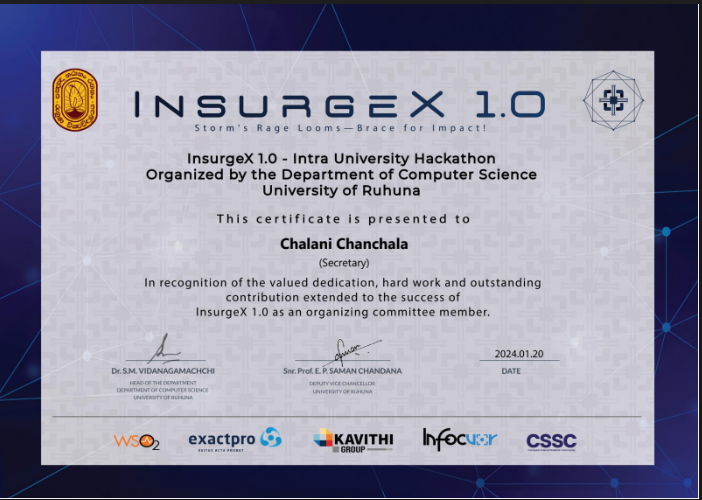 INSURGEX 1.0
Storm's Rage Looms—Brace for Impact!
InsurgeX 1.0 - Intra University Hackathon
Organized by the Department of Computer Science
University of Ruhuna
This certificate is presented to
Chalani Chanchala
(Secretary)
In recognition of the valued dedication, hard work and outstanding
contribution extended to the success of
InsurgeX 1.0 as an organizing committee member.
2024.01.20
Dr. S.M. VIDANAGAMACHCHI
Snr. Prof. E. P. SAMAN CHANDANA
DATE
HEAD OF THE DEPARTMENT
DEPARTMENT OF COMPUTER SCIENCE
UNIVERSITY OF RUHUNA
DEPUTY VICE CHANCELLOR
UNIVERSITY OF RUHUNA
WSO2
exactpro
KAVITHI
GROUP
Infocuor
CSSC